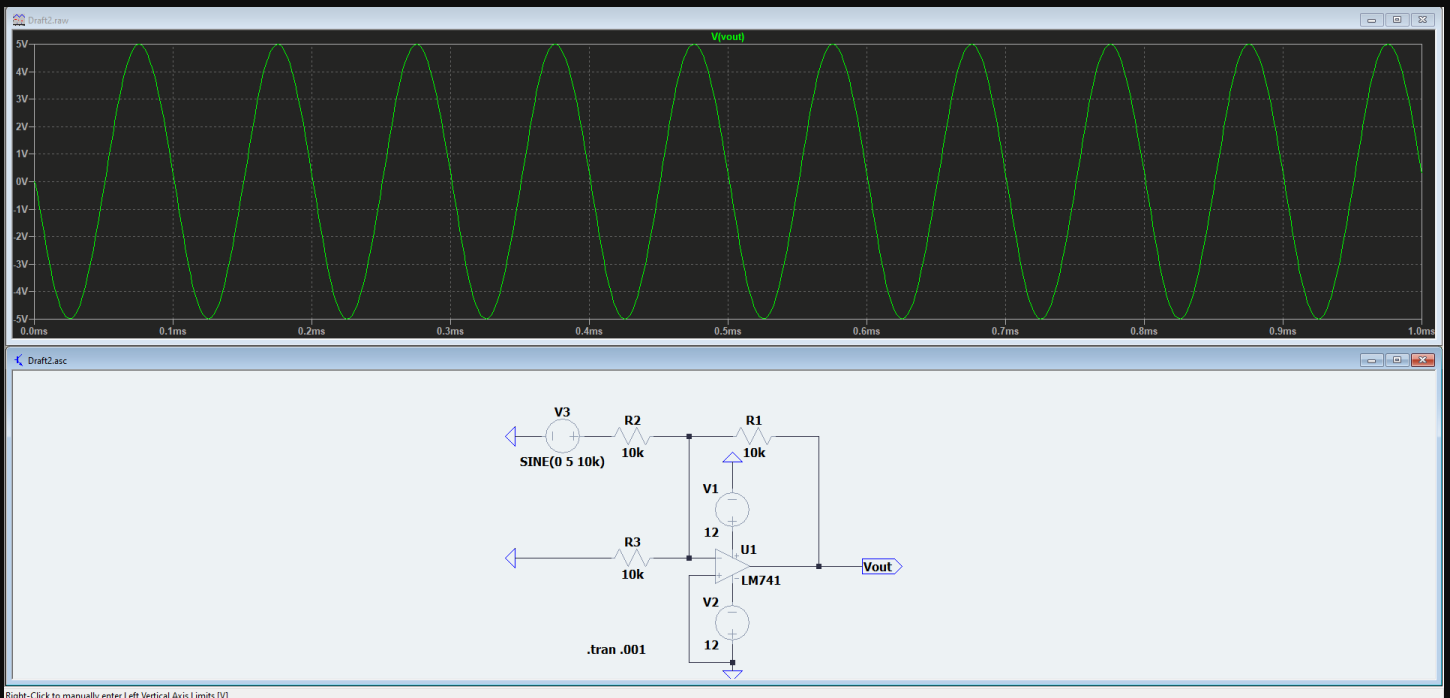 Draft2.raw
V(vout)
5V
4V
3V
2V
1V
0V
-1V
-2V
-3V
-4V
-5V
0.0ms 0.1ms 0.2ms 0.3ms 0.4ms 0.5ms 0.6ms 0.7ms 0.8ms 0.9ms 1.0ms
Draft2.asc
V3
R2
R1
10k
10k
SINE(0 5 10k)
V1
12
R3
U1
10k
Vout
LM741
V2
12
.tran .001
Right-Click to manually enter Left Vertical Axis Limits [V]